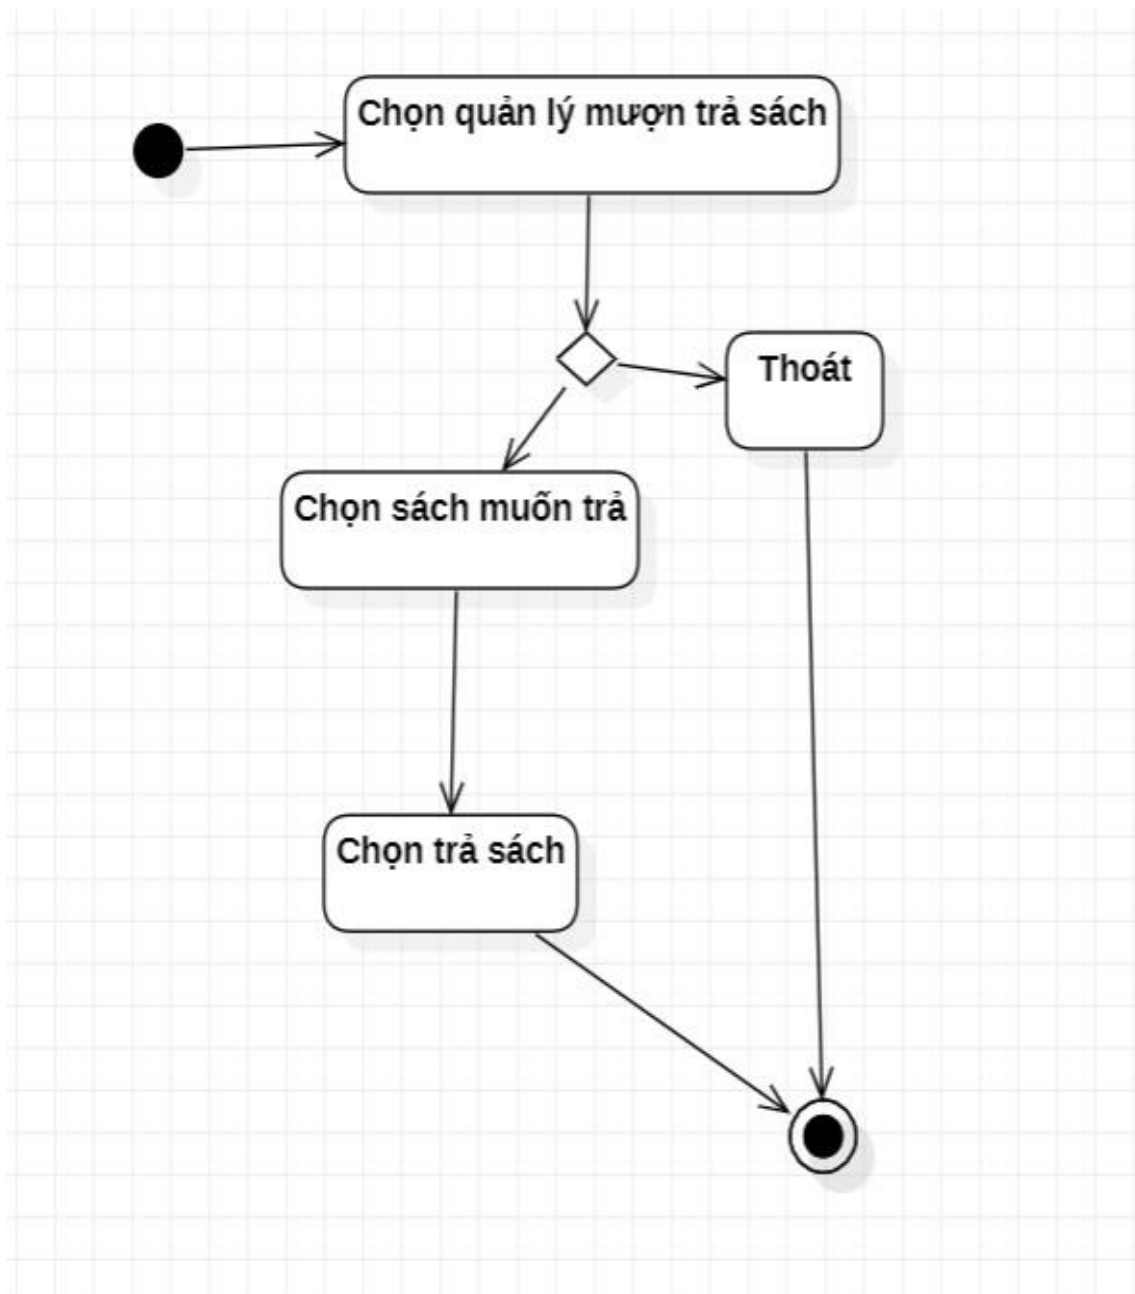 Chọn quản lý mượn trả sách
Thoát
Chọn sách muốn trả
Chọn trả sách